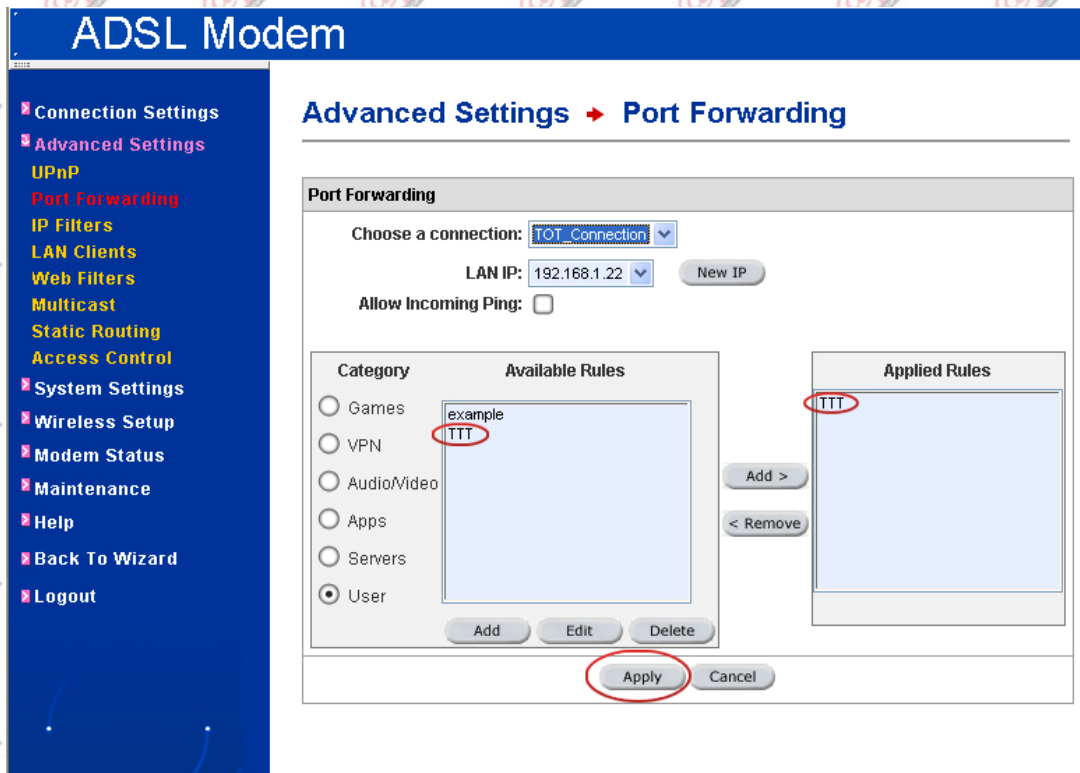 ADSL Modem
Connection Settings
Advanced Settings
UPnP
Port Forwarding
IP Filters
LAN Clients
Web Filters
Multicast
Static Routing
Access Control
System Settings
Wireless Setup
Modem Status
Maintenance
Help
Back To Wizard
Logout
Advanced Settings Port Forwarding
Port Forwarding
Choose a connection: TOT_Connection
LAN IP: 192.168.1.22 New IP
Allow Incoming Ping:
Category Available Rules
Games
VPN
Audio/Video
Apps
Servers
User
example
TTT
Add Edit Delete
Add >
< Remove
Applied Rules
TTT
Apply Cancel